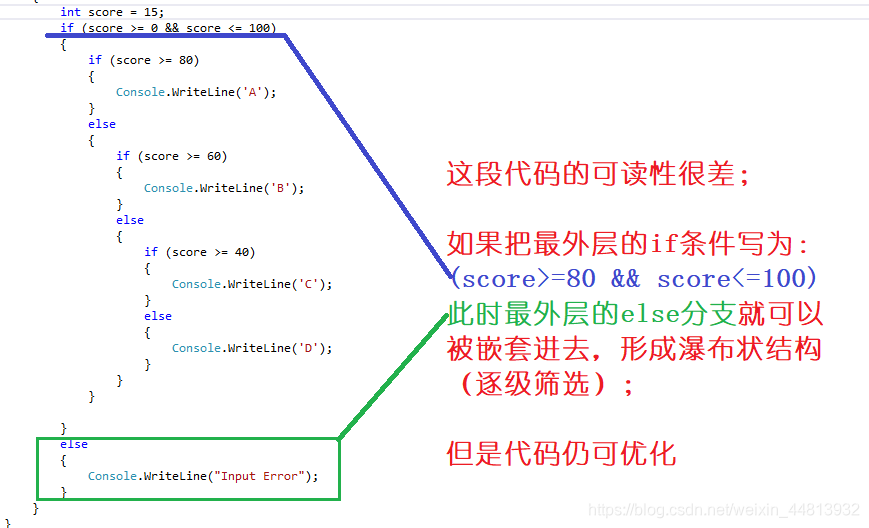 {
int score = 15;
if (score >= 0 && score <= 100)
{
if (score >= 80)
{
Console.WriteLine('A');
}
else
{
if (score >= 60)
{
Console.WriteLine('B');
}
else
{
if (score >= 40)
{
Console.WriteLine('C');
}
else
{
Console.WriteLine('D');
}
}
}
}
else
{
Console.WriteLine("Input Error");
}
}
}
这段代码的可读性很差；
如果把最外层的if条件写为：
(score>=80 && score<=100)
此时最外层的else分支就可以
被嵌套进去，形成瀑布状结构
（逐级筛选）；
但是代码仍可优化
https://blog.csdn.net/weixin_44813932